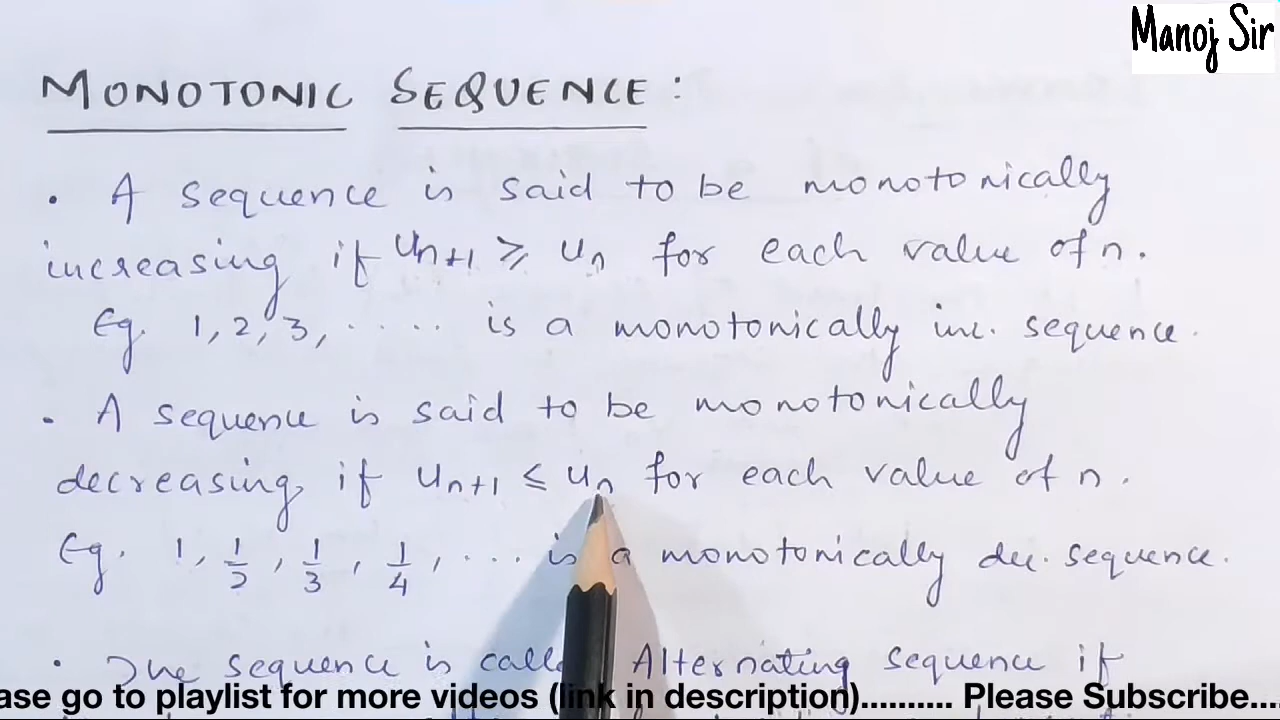 Manoj Sir
MONOTONIC SEQUENCE:
• A sequence is said to be monotonically
increasing if uₙ₊₁ ⩾ uₙ for each value of n.
Eg. 1, 2, 3, ..... is a monotonically inc. sequence.
• A sequence is said to be monotonically
decreasing if uₙ₊₁ ≤ uₙ for each value of n.
Eg. 1, 1/2, 1/3, 1/4, .... is a monotonically dec. sequence.
• The sequence is Alternating sequence if
ase go to playlist for more videos (link in description).......... Please Subscribe....